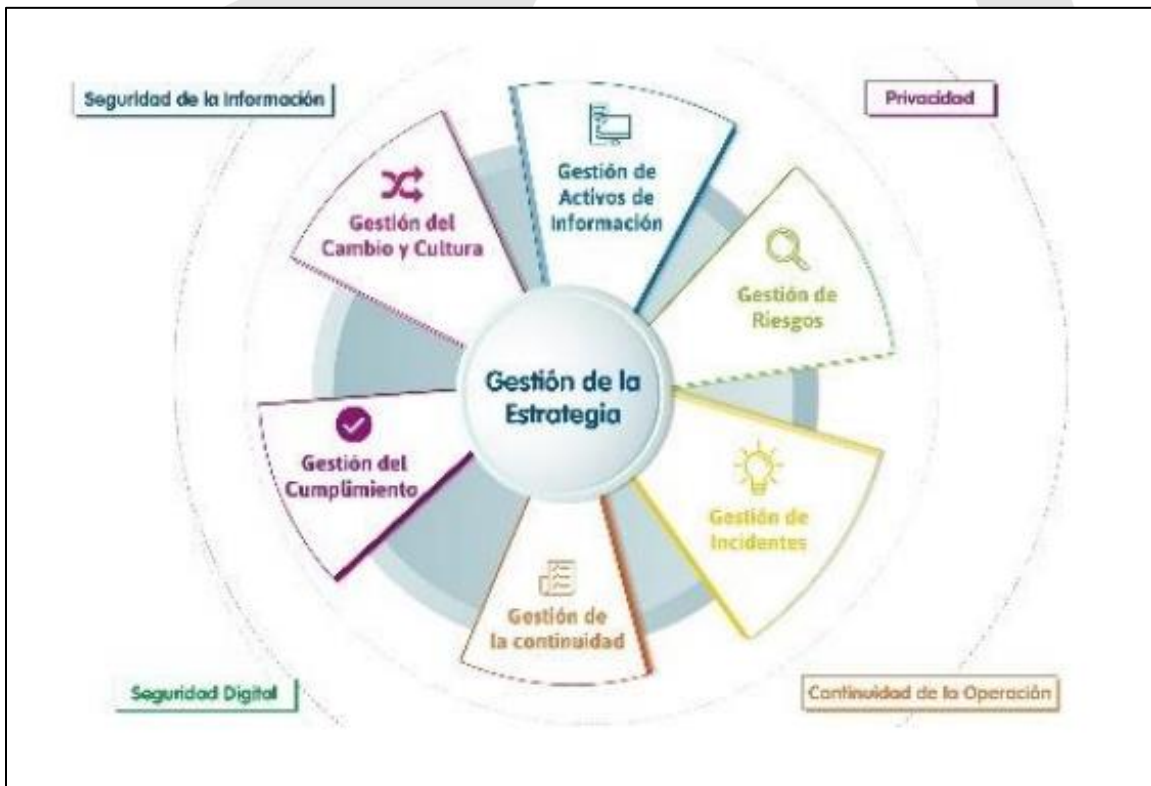 Seguridad de la Información
Privacidad
Gestión de
Activos de
Información
Gestión del
Cambio y Cultura
Gestión de
Riesgos
Gestión de la
Estrategia
Gestión del
Cumplimiento
Gestión de
Incidentes
Gestión de
la continuidad
Seguridad Digital
Continuidad de la Operación